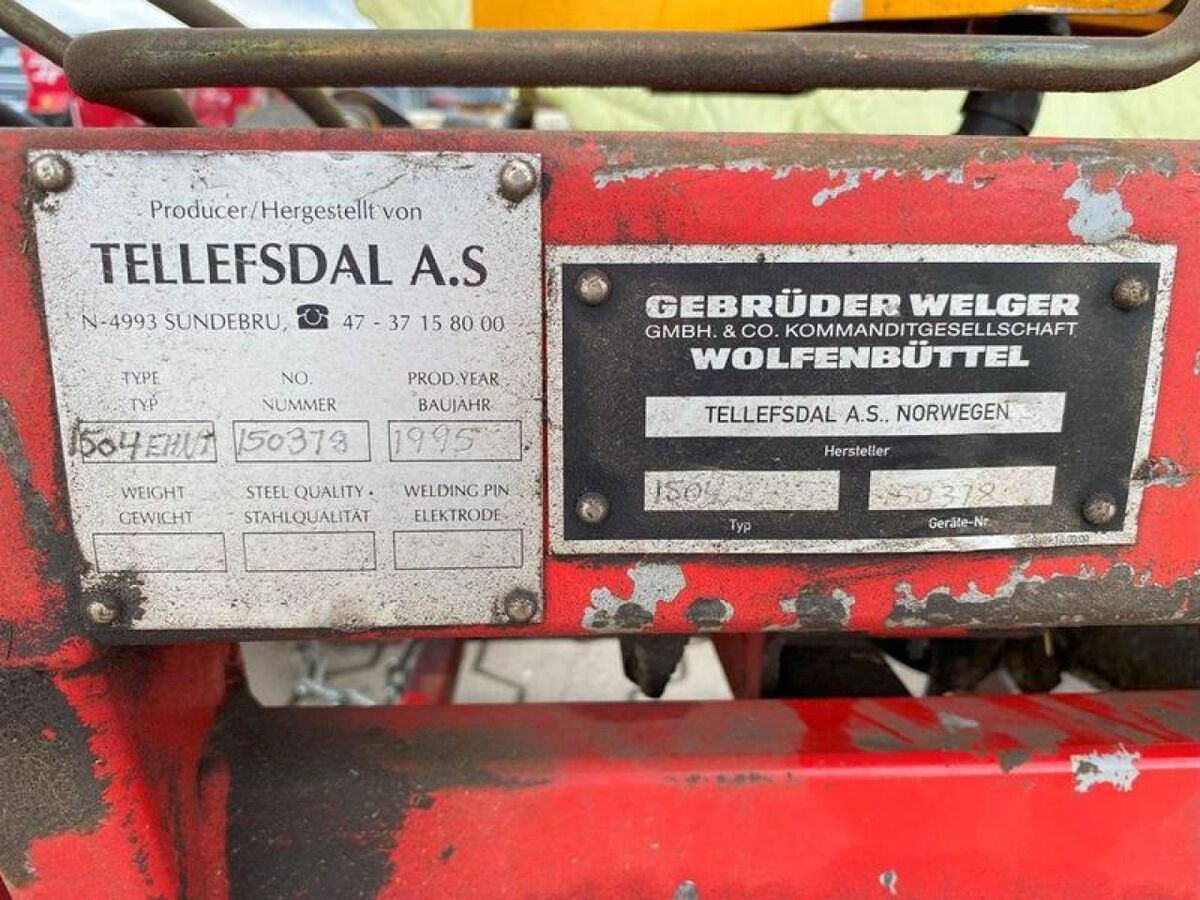 Producer/Hergestellt von
TELLEFSDAL A.S
N-4993 SUNDEBRU, ☎ 47 - 37 15 80 00
TYPE NO. PROD.YEAR
TYP NUMMER BAUJAHR
1504EHVT 150378 1995
WEIGHT STEEL QUALITY WELDING PIN
GEWICHT STAHLQUALITÄT ELEKTRODE
GEBRÜDER WELGER
GMBH. & CO. KOMMANDITGESELLSCHAFT
WOLFENBÜTTEL
TELLEFSDAL A.S., NORWEGEN
Hersteller
1504 150378
Typ Geräte-Nr.